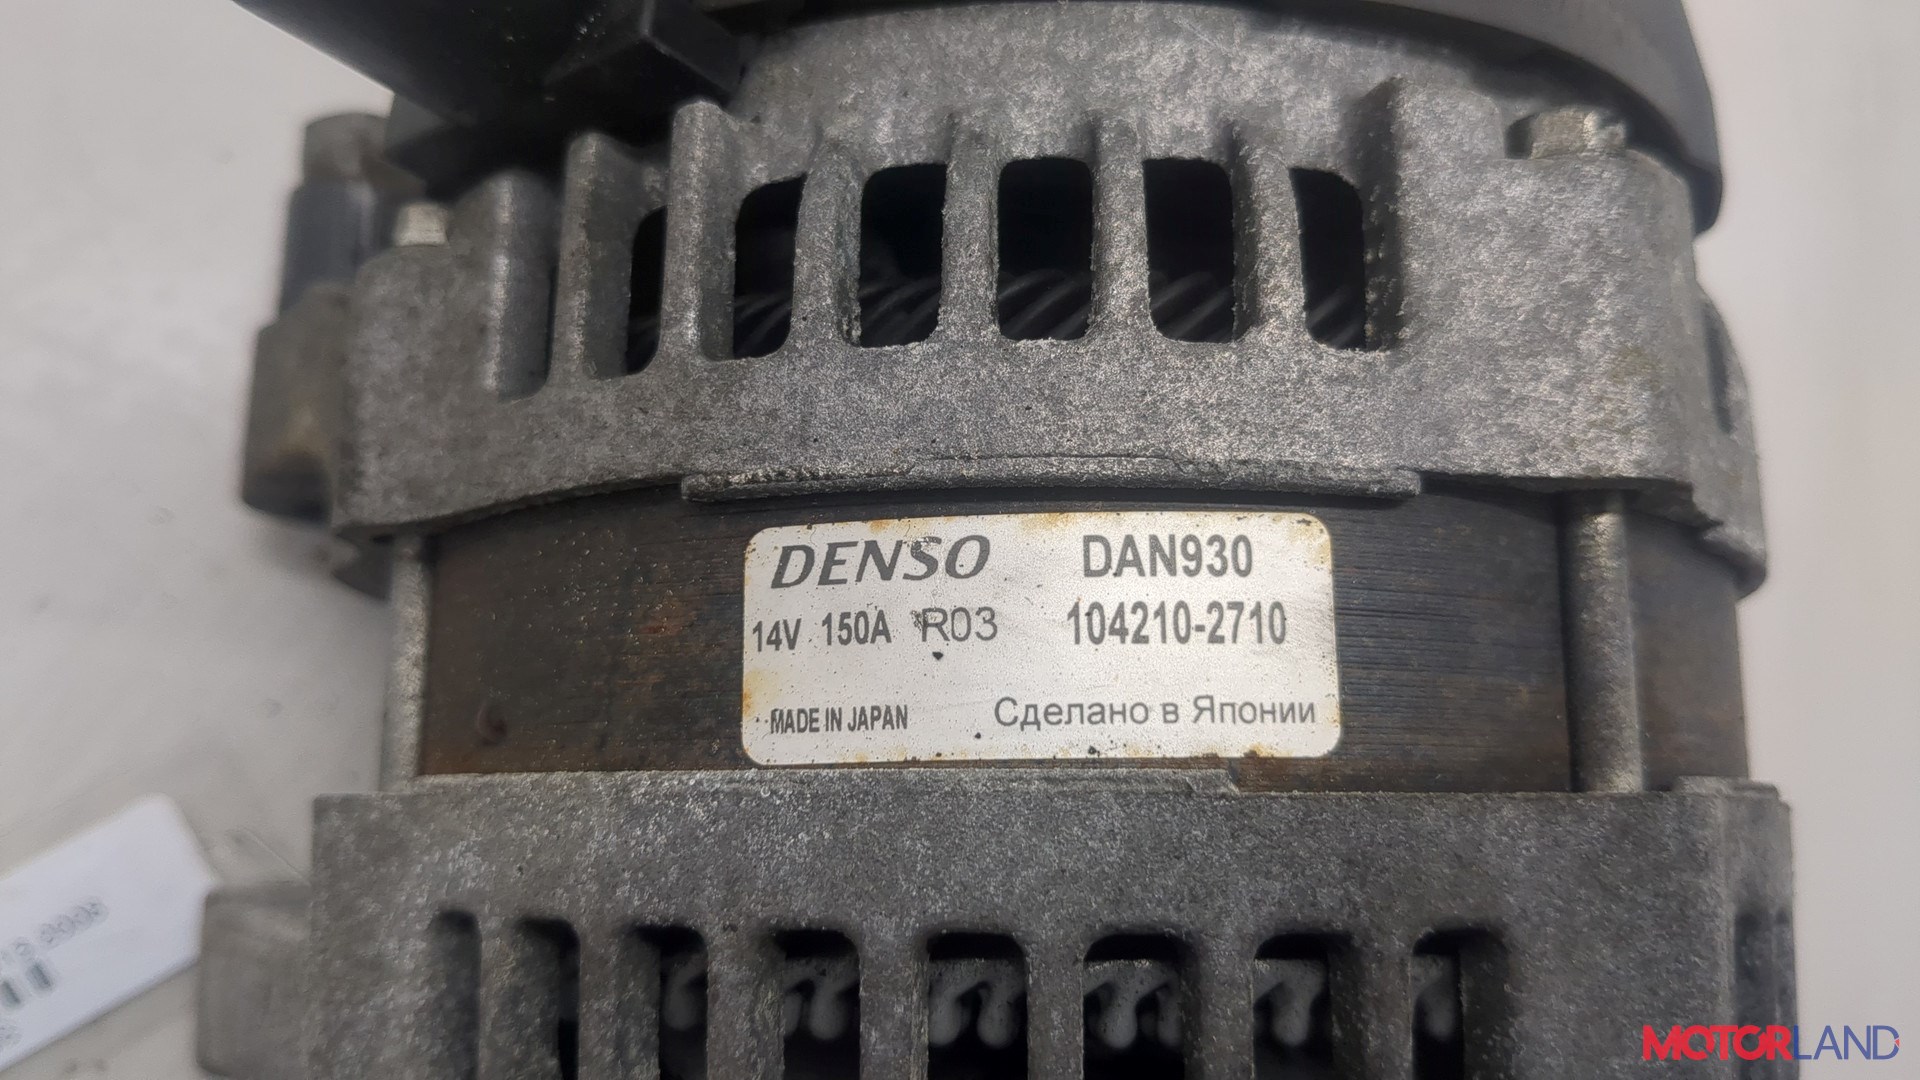 DENSO DAN930
14V 150A R03 104210-2710
MADE IN JAPAN Сделано в Японии
MOTORLAND